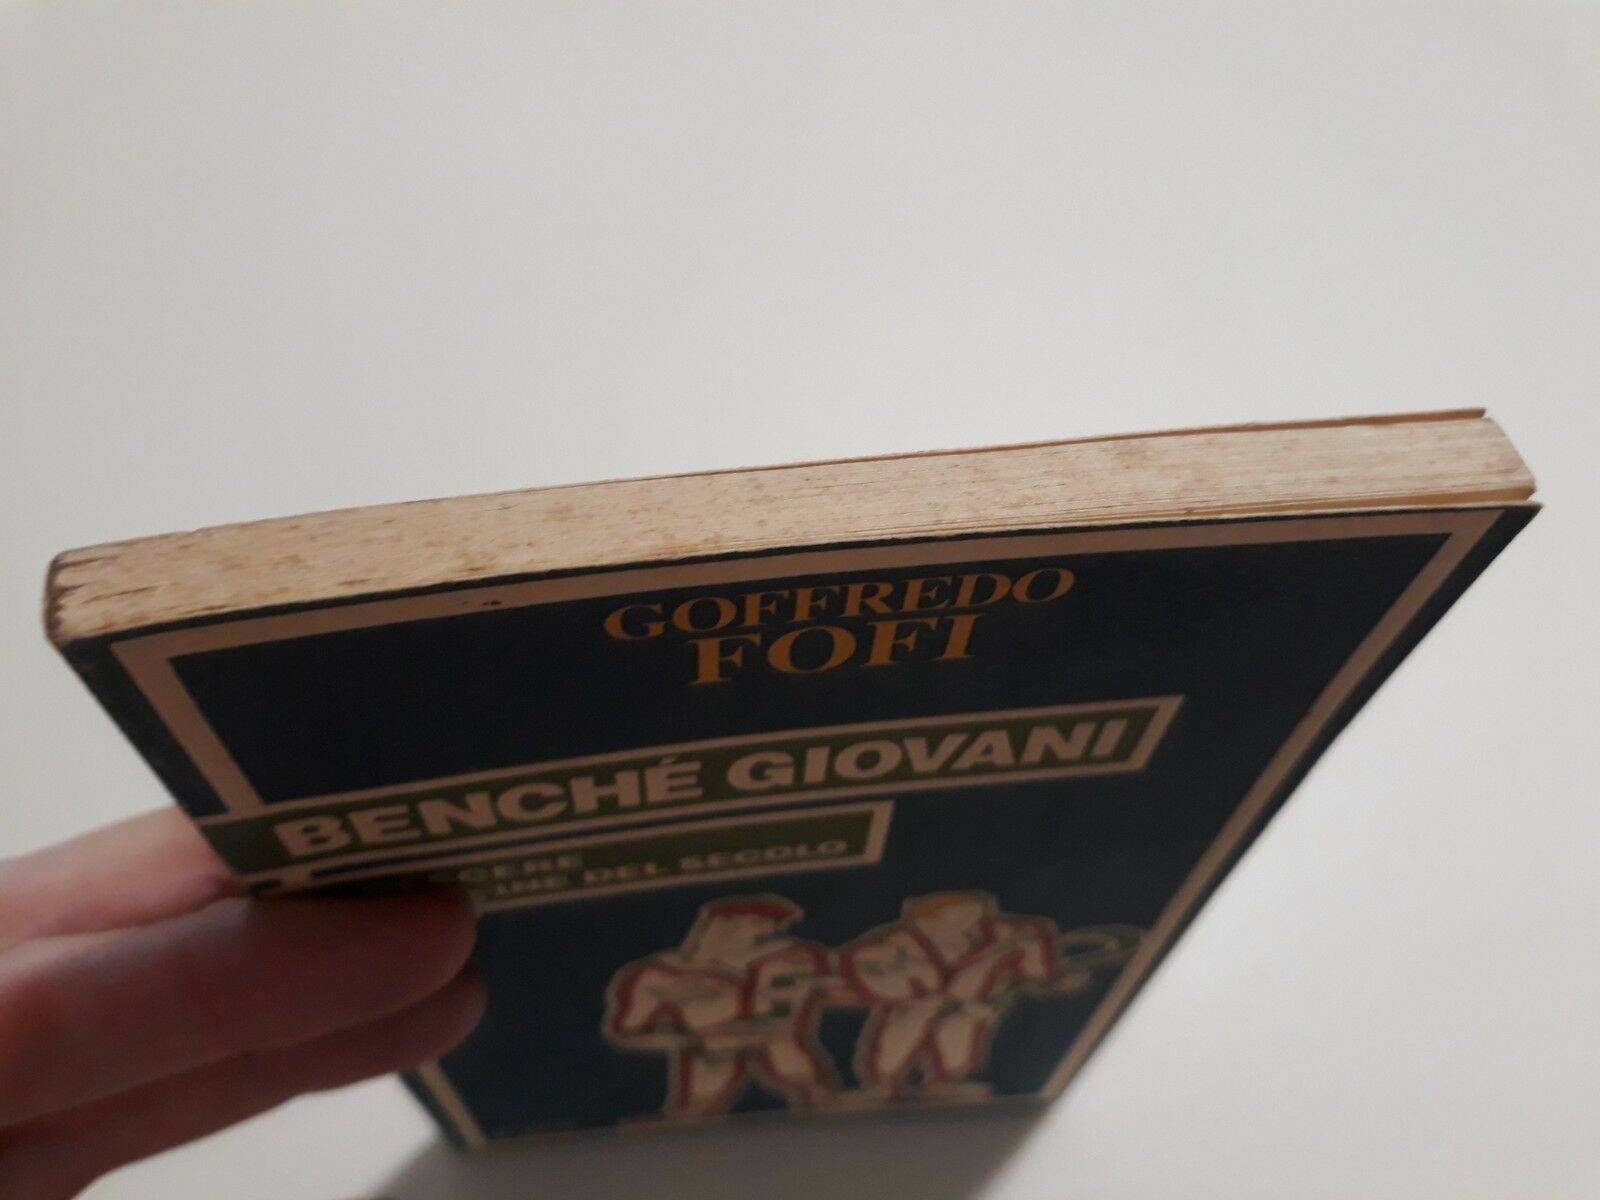 GOFFREDO
FOFI
BENCHÉ GIOVANI
DEL SECOLO